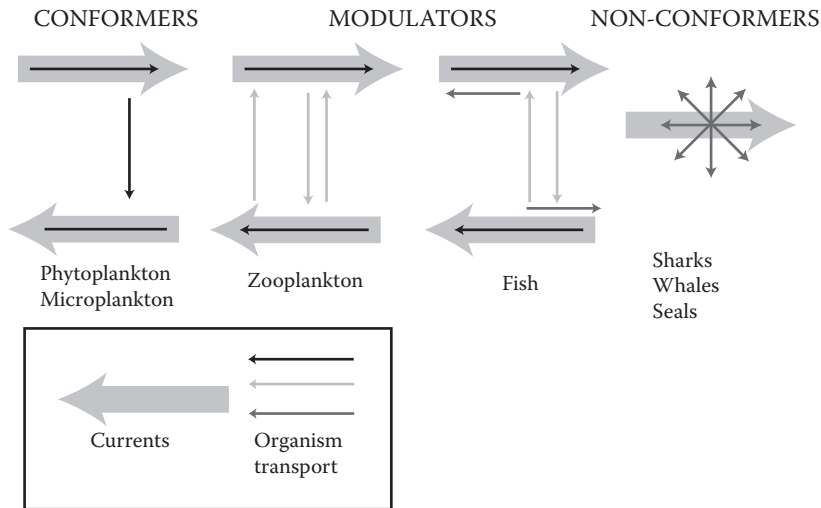 CONFORMERS
MODULATORS
NON-CONFORMERS
Phytoplankton
Microplankton
Zooplankton
Fish
Sharks
Whales
Seals
Currents
Organism
transport